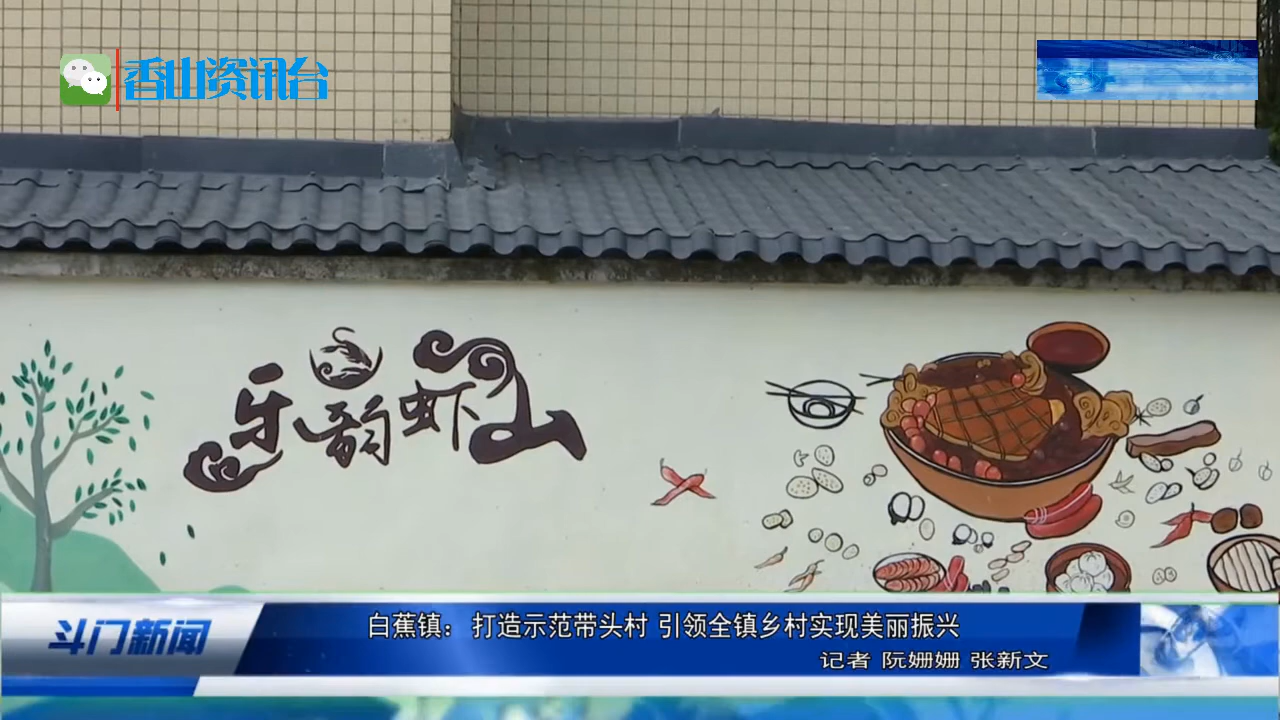 香山资讯台
乐韵虾山
斗门新闻
白蕉镇：打造示范带头村 引领全镇乡村实现美丽振兴
记者 阮姗姗 张新文